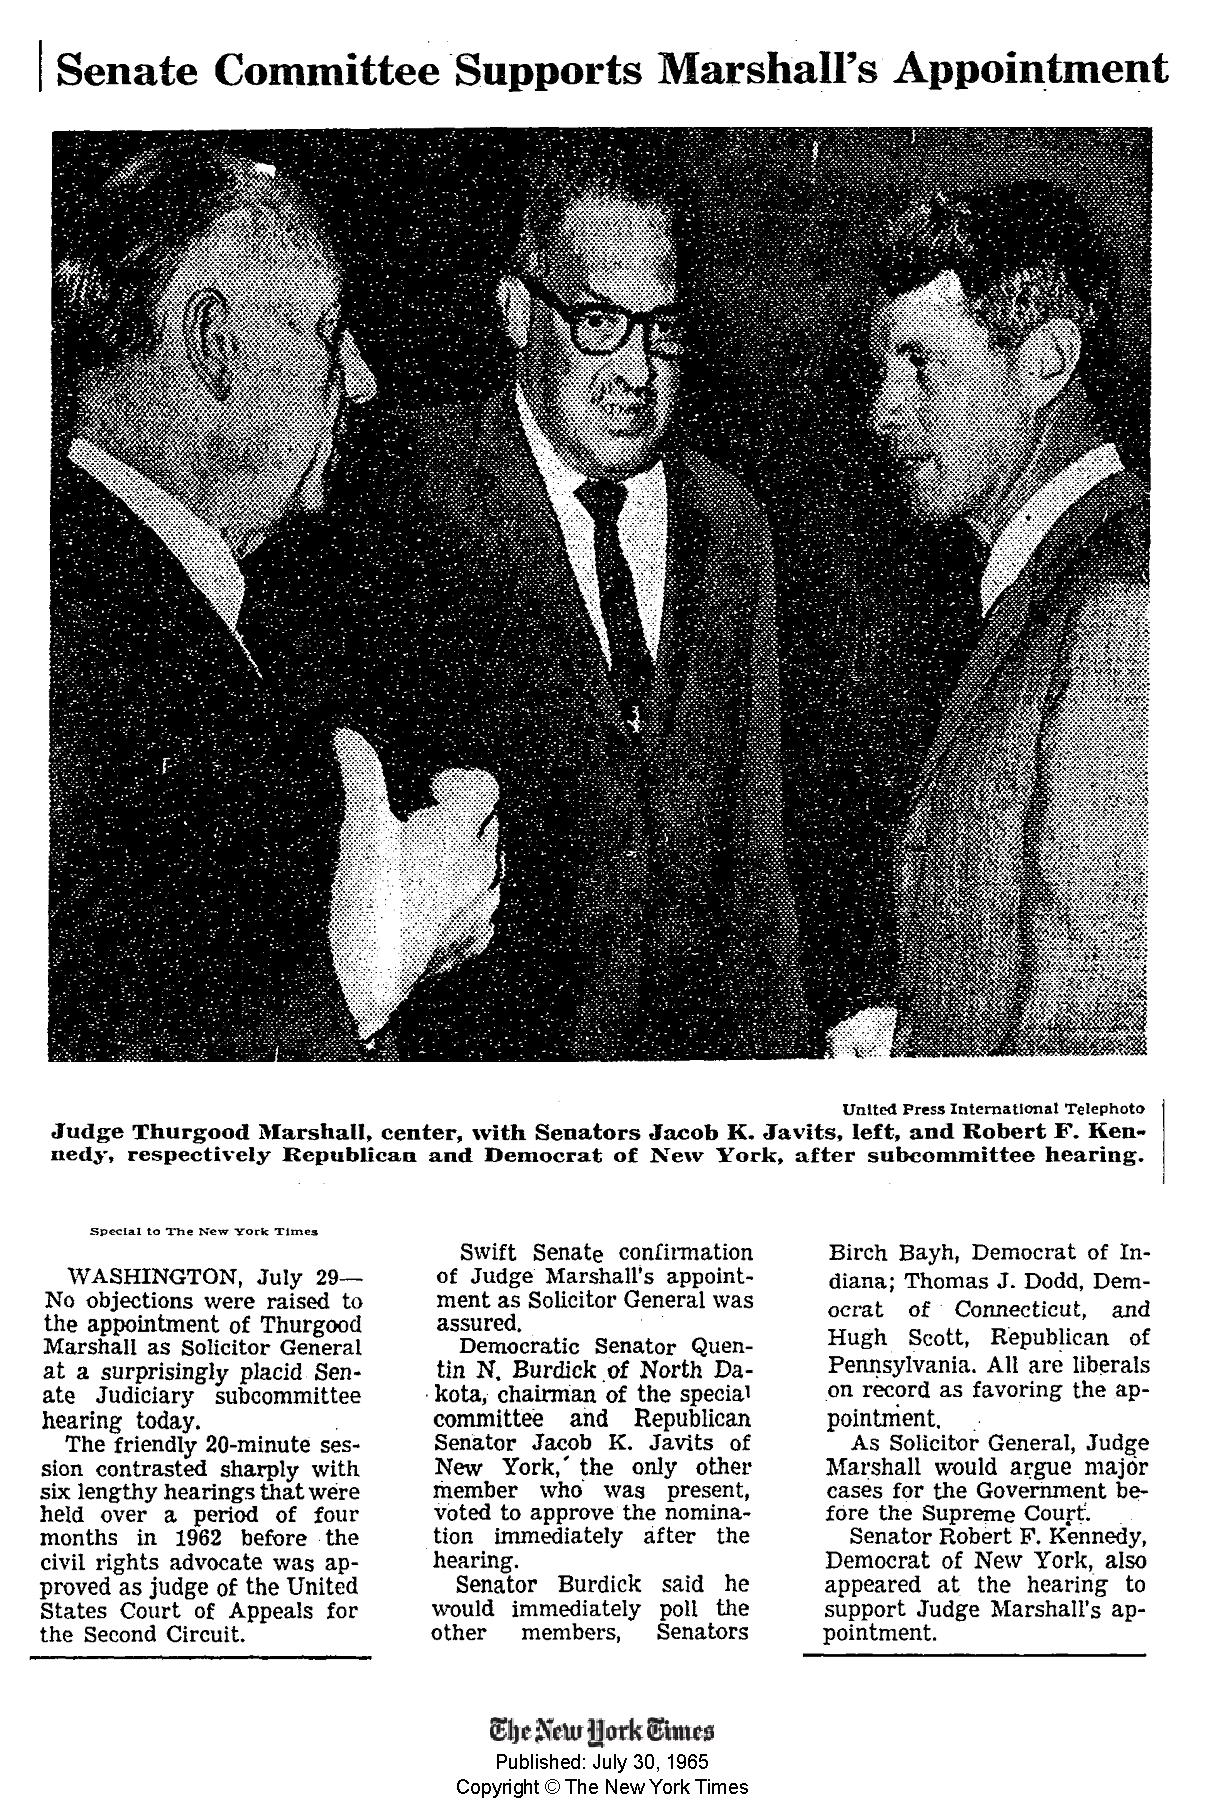 Senate Committee Supports Marshall's Appointment
United Press International Telephoto
Judge Thurgood Marshall, center, with Senators Jacob K. Javits, left, and Robert F. Ken-
nedy, respectively Republican and Democrat of New York, after subcommittee hearing.
Special to The New York Times
WASHINGTON, July 29—
No objections were raised to
the appointment of Thurgood
Marshall as Solicitor General
at a surprisingly placid Sen-
ate Judiciary subcommittee
hearing today.
The friendly 20-minute ses-
sion contrasted sharply with
six lengthy hearings that were
held over a period of four
months in 1962 before the
civil rights advocate was ap-
proved as judge of the United
States Court of Appeals for
the Second Circuit.
Swift Senate confirmation
of Judge Marshall's appoint-
ment as Solicitor General was
assured.
Democratic Senator Quen-
tin N. Burdick of North Da-
kota, chairman of the special
committee and Republican
Senator Jacob K. Javits of
New York, the only other
member who was present,
voted to approve the nomina-
tion immediately after the
hearing.
Senator Burdick said he
would immediately poll the
other members, Senators
Birch Bayh, Democrat of In-
diana; Thomas J. Dodd, Dem-
ocrat of Connecticut, and
Hugh Scott, Republican of
Pennsylvania. All are liberals
on record as favoring the ap-
pointment.
As Solicitor General, Judge
Marshall would argue major
cases for the Government be-
fore the Supreme Court.
Senator Robert F. Kennedy,
Democrat of New York, also
appeared at the hearing to
support Judge Marshall's ap-
pointment.
The New York Times
Published: July 30, 1965
Copyright © The New York Times